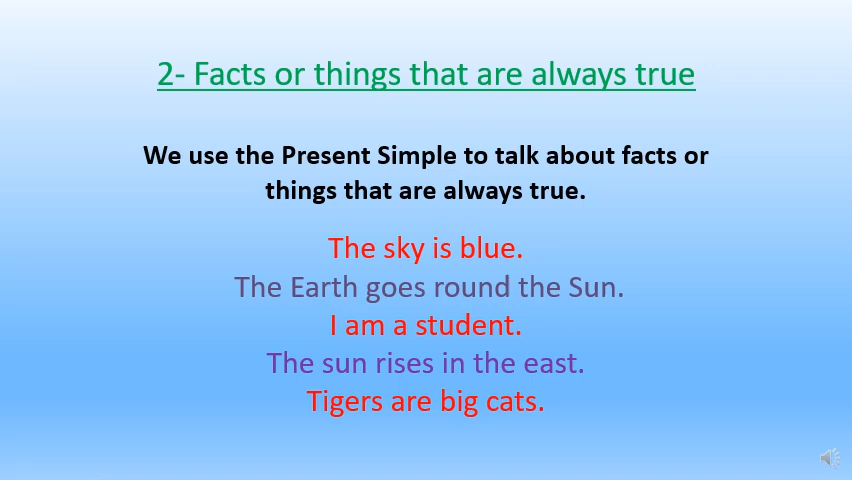 2- Facts or things that are always true
We use the Present Simple to talk about facts or
things that are always true.
The sky is blue.
The Earth goes round the Sun.
I am a student.
The sun rises in the east.
Tigers are big cats.